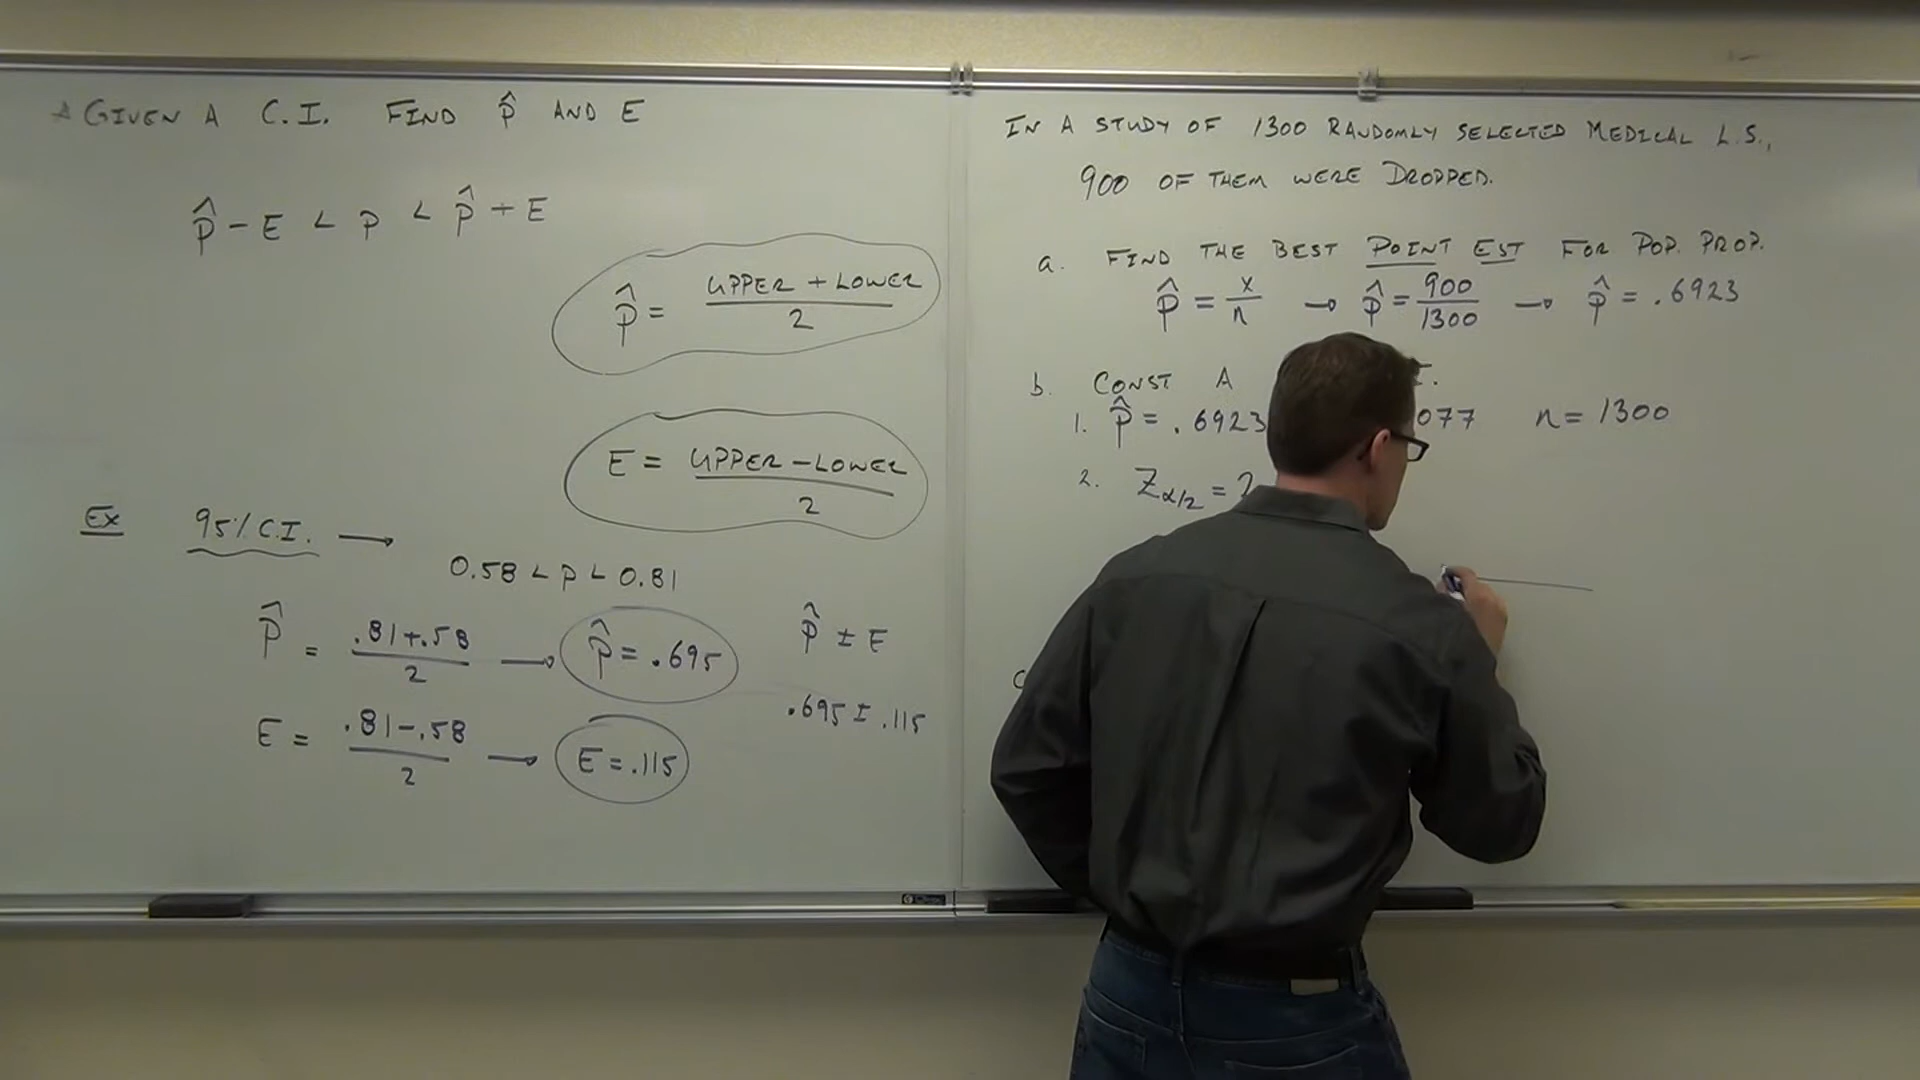 GIVEN A C.I. FIND p̂ AND E
p̂ - E < p < p̂ + E
p̂ = UPPER + LOWER / 2
E = UPPER - LOWER / 2
Ex 95% C.I. →
0.58 < p < 0.81
p̂ = .81+.58 / 2 → p̂ = .695
p̂ ± E
E = .81-.58 / 2 → E = .115
.695 ± .115
IN A STUDY OF 1300 RANDOMLY SELECTED MEDICAL L.S.,
900 OF THEM WERE DROPPED.
a. FIND THE BEST POINT EST FOR POP. PROP.
p̂ = x/n → p̂ = 900/1300 → p̂ = .6923
b. CONST A
1. p̂ = .6923 077 n = 1300
2. Zα/2 = 2